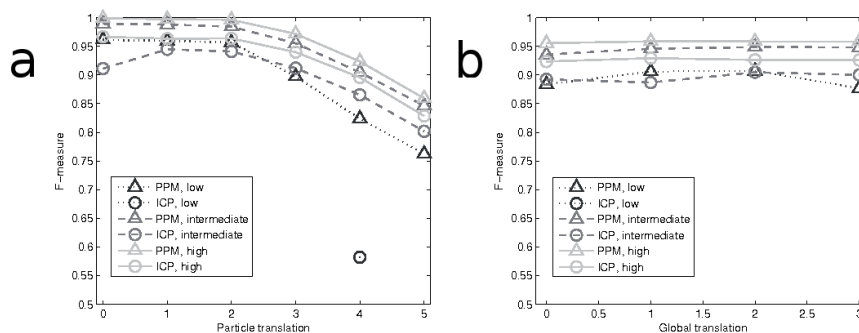 a
F-measure
1
0.95
0.9
0.85
0.8
0.75
0.7
0.65
0.6
0.55
0.5
PPM, low
ICP, low
PPM, intermediate
ICP, intermediate
PPM, high
ICP, high
0 1 2 3 4 5
Particle translation
b
F-measure
1
0.95
0.9
0.85
0.8
0.75
0.7
0.65
0.6
0.55
0.5
PPM, low
ICP, low
PPM, intermediate
ICP, intermediate
PPM, high
ICP, high
0 0.5 1 1.5 2 2.5 3
Global translation